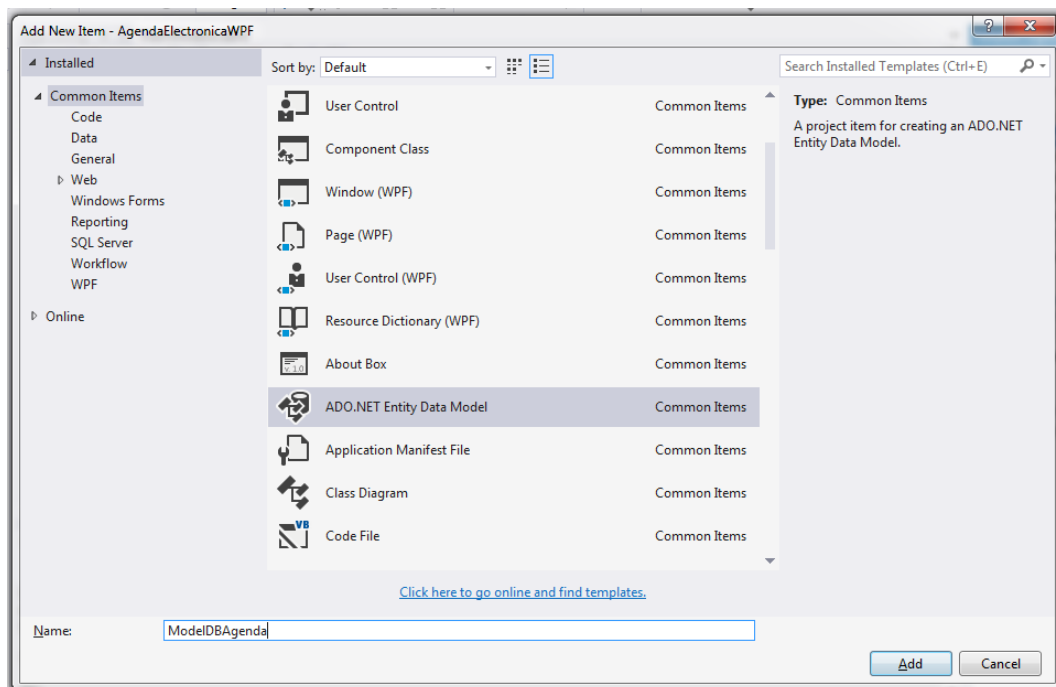 Add New Item - AgendaElectronicaWPF
Installed
Sort by: Default
Search Installed Templates (Ctrl+E)
Common Items
Code
Data
General
Web
Windows Forms
Reporting
SQL Server
Workflow
WPF
Online
User Control Common Items
Component Class Common Items
Window (WPF) Common Items
Page (WPF) Common Items
User Control (WPF) Common Items
Resource Dictionary (WPF) Common Items
v. 1.0
About Box Common Items
ADO.NET Entity Data Model Common Items
Application Manifest File Common Items
Class Diagram Common Items
VB
Code File Common Items
Type: Common Items
A project item for creating an ADO.NET
Entity Data Model.
Click here to go online and find templates.
Name: ModelDBAgenda
Add Cancel